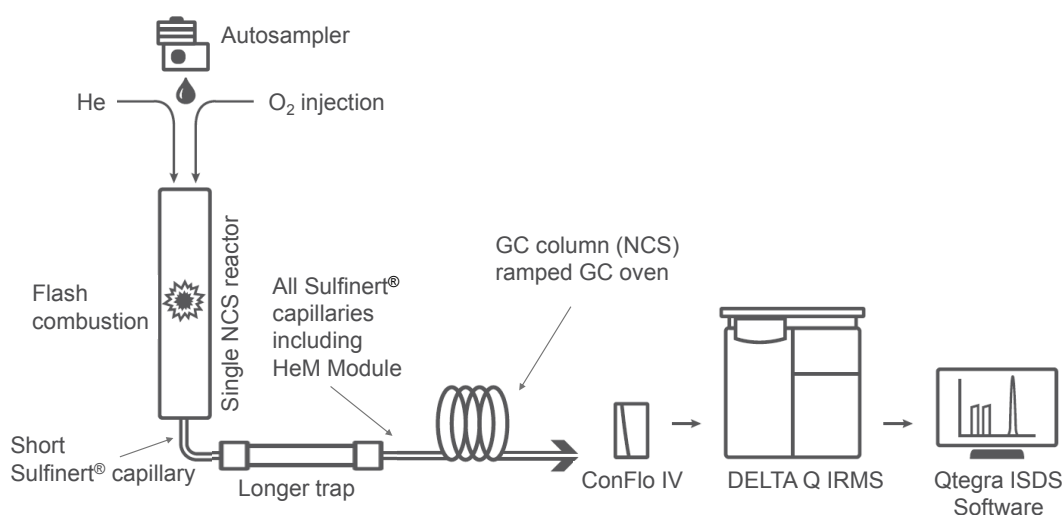 Autosampler
He
O₂ injection
Flash
combustion
Single NCS reactor
GC column (NCS)
ramped GC oven
All Sulfinert®
capillaries
including
HeM Module
Short
Sulfinert® capillary
Longer trap
ConFlo IV
DELTA Q IRMS
Qtegra ISDS
Software